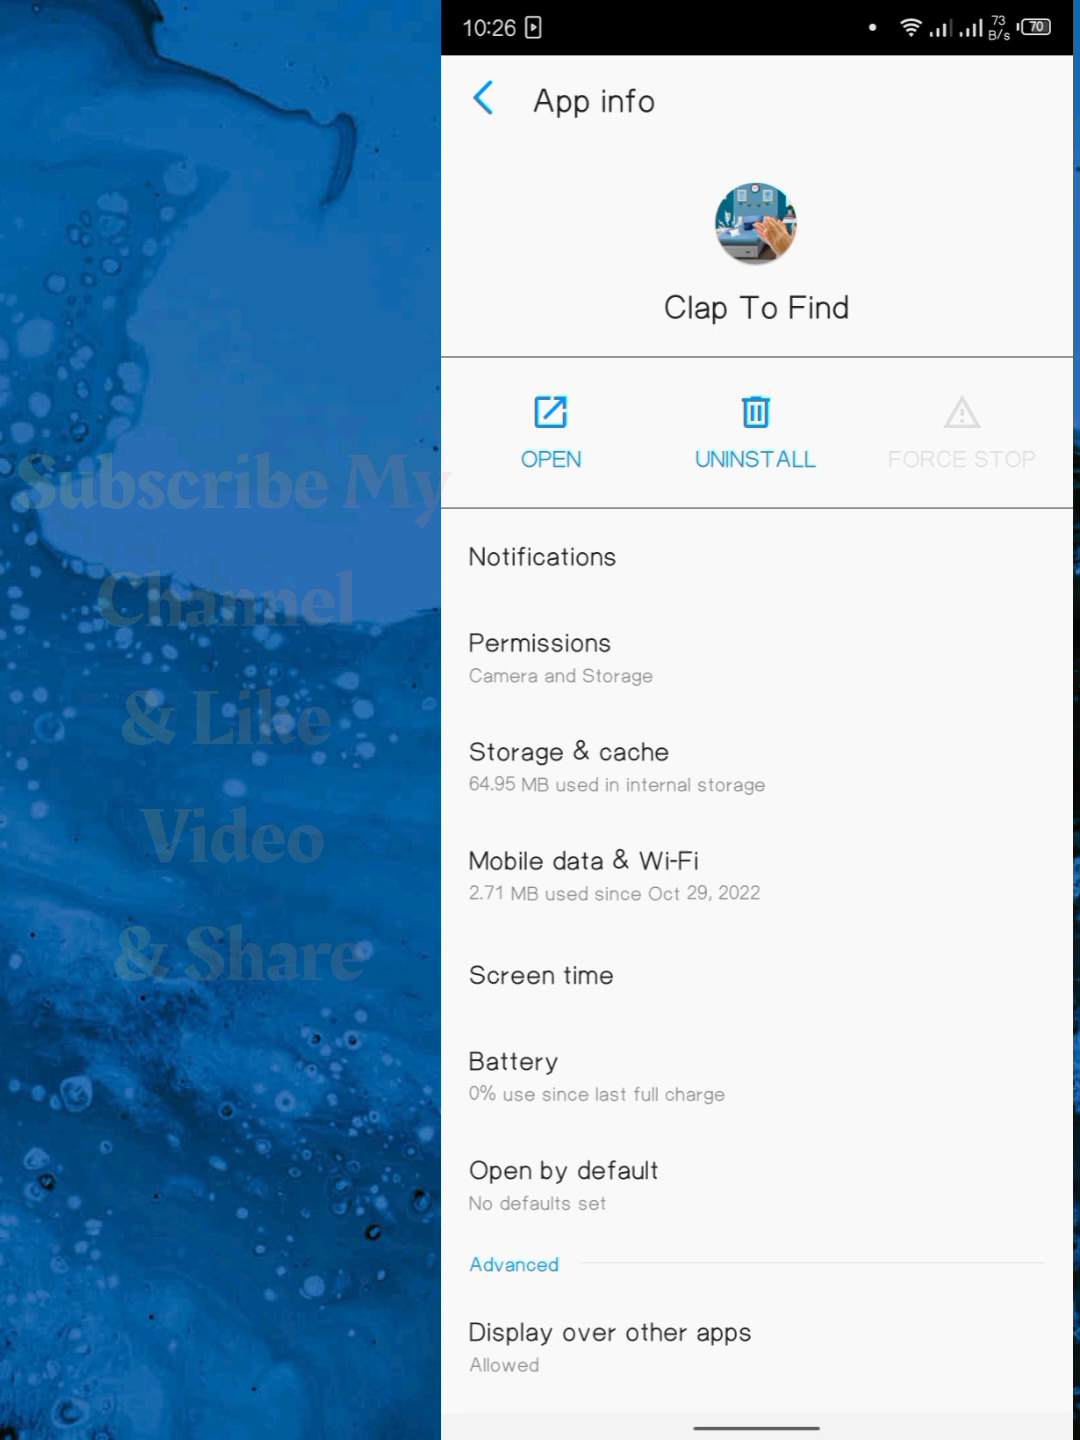 10:26
73
B/s
70
App info
Clap To Find
OPEN
UNINSTALL
FORCE STOP
Subscribe My
Channel
& Like
Video
& Share
Notifications
Permissions
Camera and Storage
Storage & cache
64.95 MB used in internal storage
Mobile data & Wi-Fi
2.71 MB used since Oct 29, 2022
Screen time
Battery
0% use since last full charge
Open by default
No defaults set
Advanced
Display over other apps
Allowed